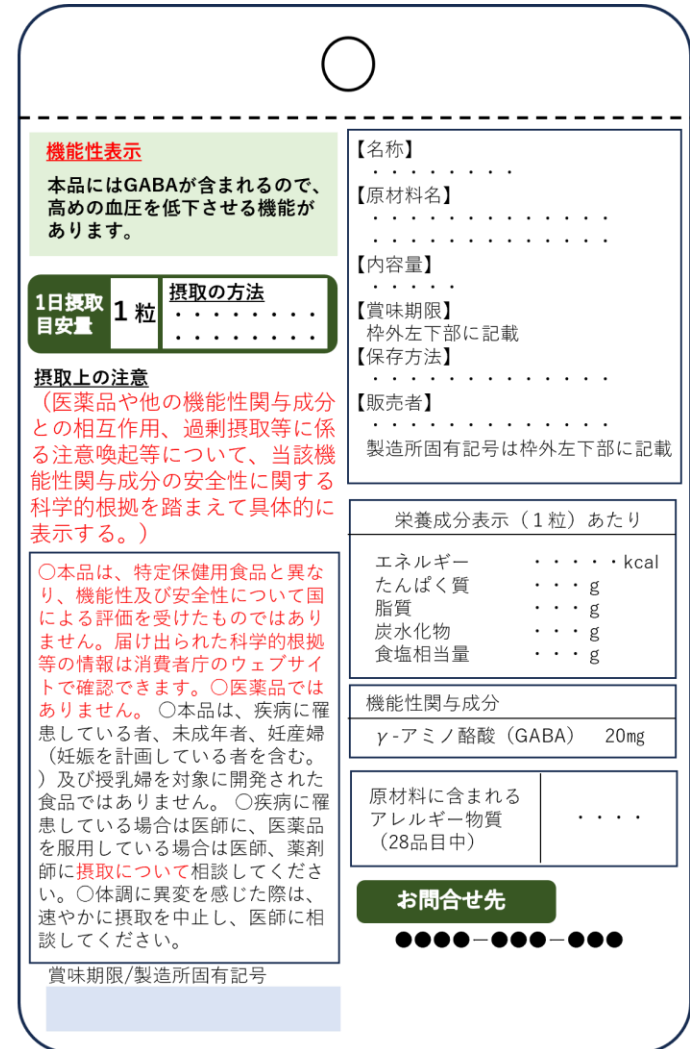 機能性表示
本品にはGABAが含まれるので、
高めの血圧を低下させる機能が
あります。
1日摂取
目安量
1粒
摂取の方法
・・・・・・・・
・・・・・・・・
摂取上の注意
（医薬品や他の機能性関与成分
との相互作用、過剰摂取等に係
る注意喚起等について、当該機
能性関与成分の安全性に関する
科学的根拠を踏まえて具体的に
表示する。）
〇本品は、特定保健用食品と異な
り、機能性及び安全性について国
による評価を受けたものではあり
ません。届け出られた科学的根拠
等の情報は消費者庁のウェブサイ
トで確認できます。〇医薬品では
ありません。 〇本品は、疾病に罹
患している者、未成年者、妊産婦
（妊娠を計画している者を含む。
）及び授乳婦を対象に開発された
食品ではありません。 〇疾病に罹
患している場合は医師に、医薬品
を服用している場合は医師、薬剤
師に摂取について相談してくださ
い。〇体調に異変を感じた際は、
速やかに摂取を中止し、医師に相
談してください。
賞味期限/製造所固有記号
【名称】
・・・・・・・・
【原材料名】
・・・・・・・・・・・・・
・・・・・・・・・・・・・
【内容量】
・・・・・
【賞味期限】
枠外左下部に記載
【保存方法】
・・・・・・・・・・・・・
【販売者】
・・・・・・・・・・・・・
製造所固有記号は枠外左下部に記載
栄養成分表示（１粒）あたり
エネルギー ・・・・・kcal
たんぱく質 ・・・g
脂質 ・・・g
炭水化物 ・・・g
食塩相当量 ・・・g
機能性関与成分
γ-アミノ酪酸（GABA） 20mg
原材料に含まれる
アレルギー物質
（28品目中）
・・・・
お問合せ先
●●●●－●●●－●●●